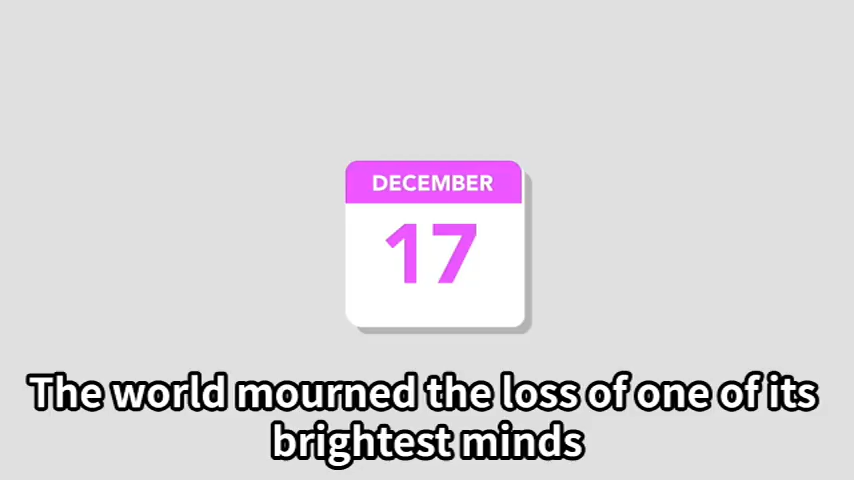 DECEMBER
17
The world mourned the loss of one of its
brightest minds